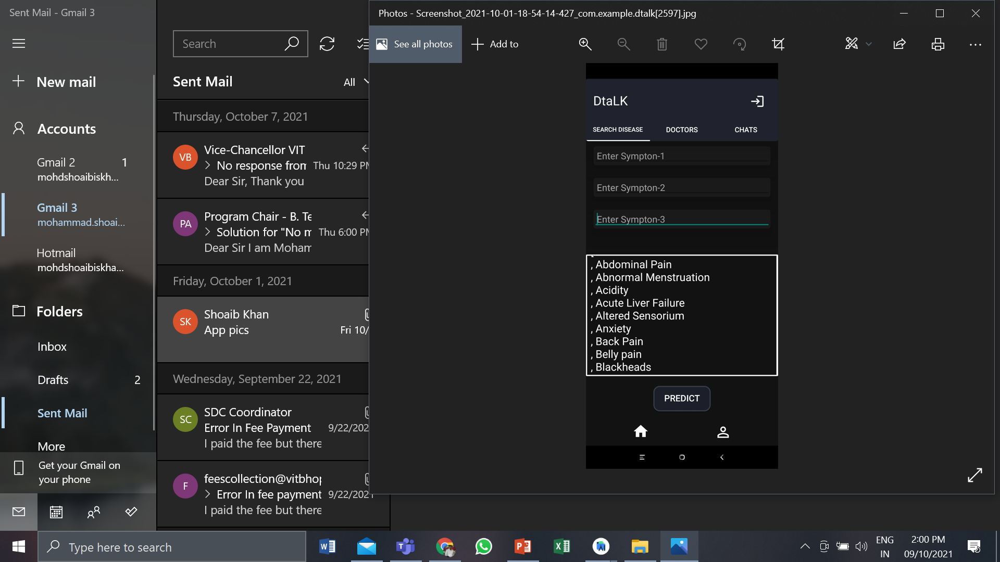 Sent Mail - Gmail 3
New mail
Accounts
Gmail 2 1
mohdshoaibiskh...
Gmail 3
mohammad.shoai...
Hotmail
mohdshoaibiskha...
Folders
Inbox
Drafts 2
Sent Mail
More
Get your Gmail on
your phone
Search
Sent Mail All
Thursday, October 7, 2021
VB
Vice-Chancellor VIT
No response from Thu 10:29 PM
Dear Sir, Thank you
PA
Program Chair - B. Te
Solution for "No m Thu 6:00 PM
Dear Sir I am Moham
Friday, October 1, 2021
SK
Shoaib Khan
App pics Fri 10/
Wednesday, September 22, 2021
SC
SDC Coordinator
Error In Fee Payment 9/22/202
I paid the fee but there
F
feescollection@vitbhop
Error In fee payment 9/22/2021
I paid the fee but there
Photos - Screenshot_2021-10-01-18-54-14-427_com.example.dtalk[2597].jpg
See all photos
Add to
DtaLK
SEARCH DISEASE DOCTORS CHATS
Enter Sympton-1
Enter Sympton-2
Enter Sympton-3
, Abdominal Pain
, Abnormal Menstruation
, Acidity
, Acute Liver Failure
, Altered Sensorium
, Anxiety
, Back Pain
, Belly pain
, Blackheads
PREDICT
Type here to search
ENG
IN
2:00 PM
09/10/2021